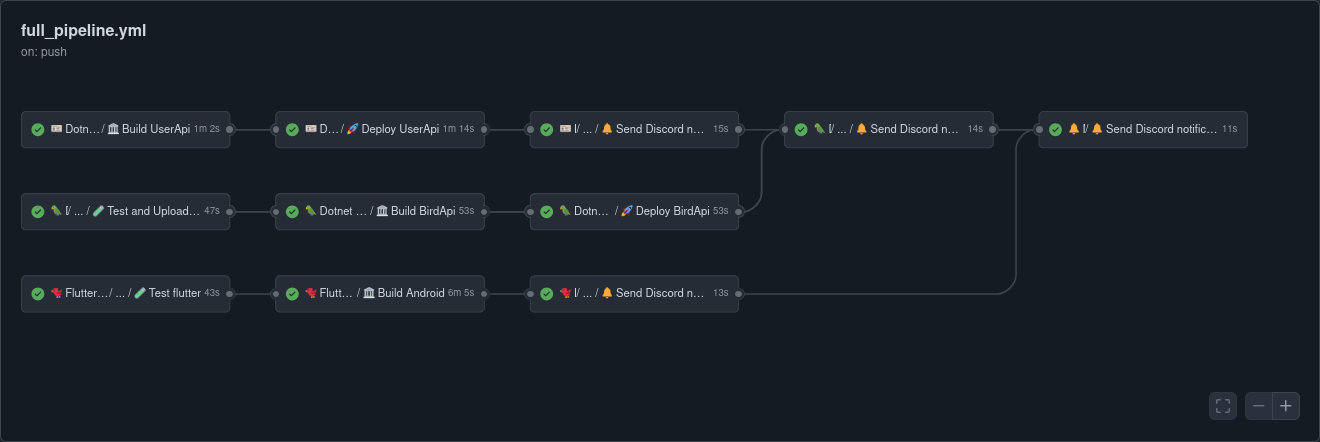 full_pipeline.yml
on: push
Dotn... / 🏛 Build UserApi 1m 2s
D... / 🚀 Deploy UserApi 1m 14s
/ ... / 🔔 Send Discord n... 15s
/ ... / 🔔 Send Discord n... 14s
/ 🔔 Send Discord notific... 11s
/ ... / 🧪 Test and Upload... 47s
Dotnet ... / 🏛 Build BirdApi 53s
Dotn... / 🚀 Deploy BirdApi 53s
Flutter... / ... / 🧪 Test flutter 43s
Flutt... / 🏛 Build Android 6m 5s
/ ... / 🔔 Send Discord n... 13s